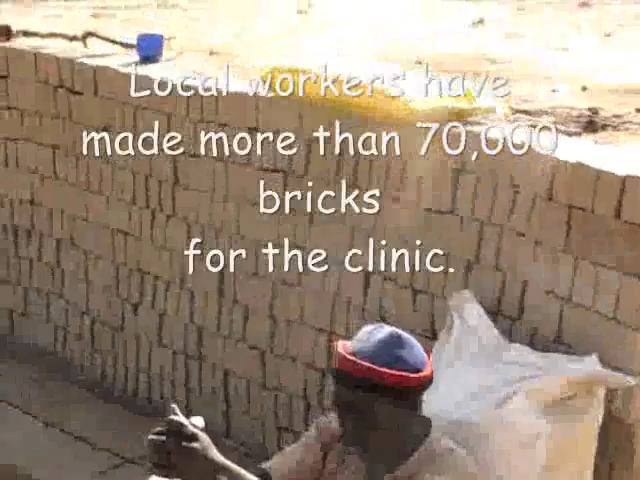 Local workers have
made more than 70,000
bricks
for the clinic.